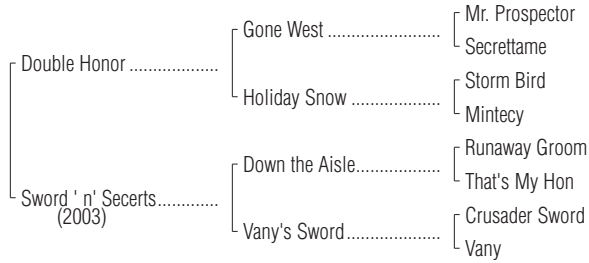 Mr. Prospector
Gone West ........................
Secrettame
Double Honor ..................
Storm Bird
Holiday Snow ...................
Mintecy
Runaway Groom
Down the Aisle.................
That's My Hon
Sword ' n' Secerts.............
(2003)
Crusader Sword
Vany's Sword...................
Vany